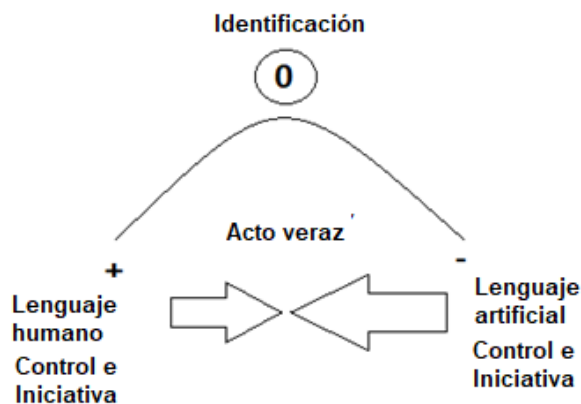 Identificación
0
Acto veraz ′
+
-
Lenguaje
humano
Control e
Iniciativa
Lenguaje
artificial
Control e
Iniciativa